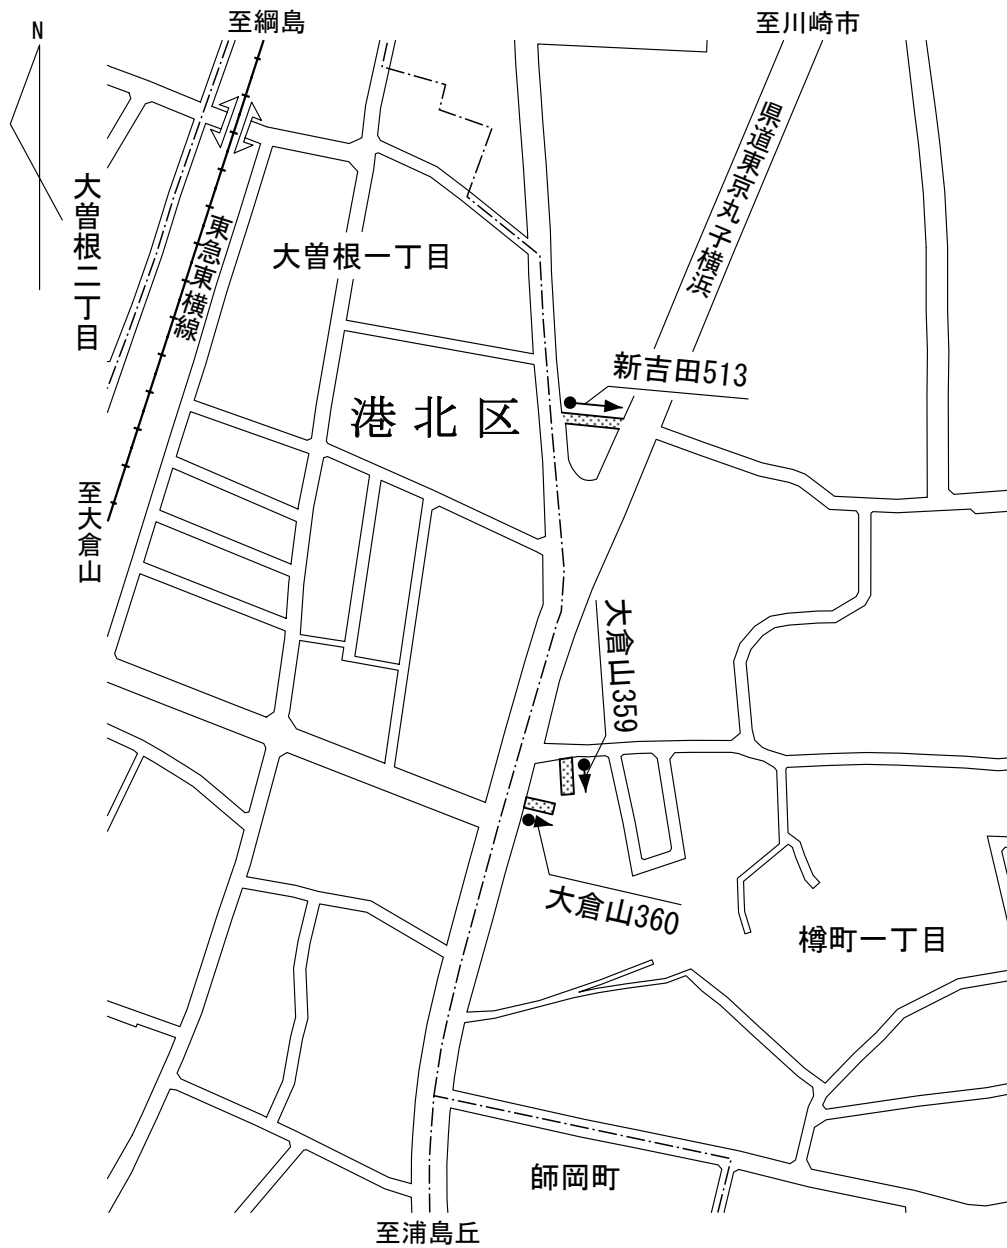 N
至綱島
至川崎市
県道東京丸子横浜
大曽根二丁目
東急東横線
大曽根一丁目
新吉田513
港北区
至大倉山
大倉山359
大倉山360
樽町一丁目
師岡町
至浦島丘